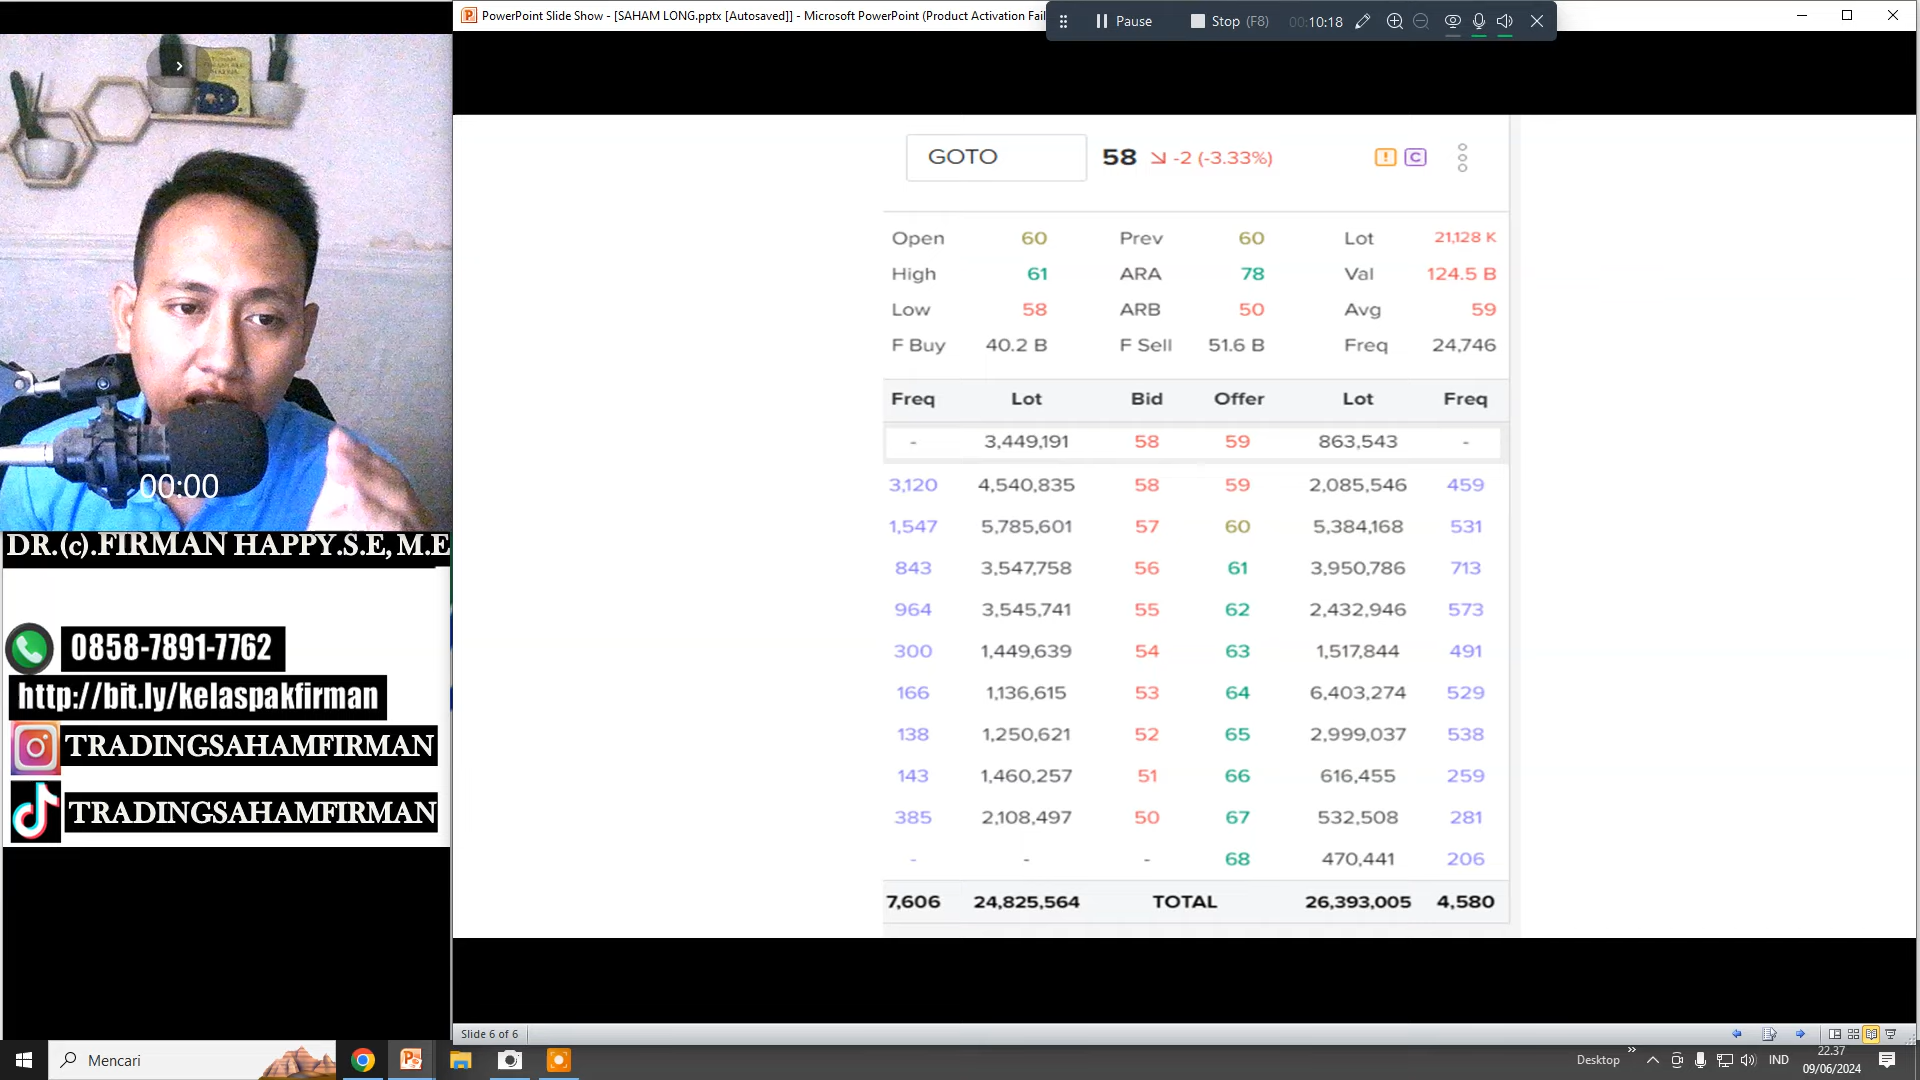 PowerPoint Slide Show - [SAHAM LONG.pptx [Autosaved]] - Microsoft PowerPoint (Product Activation Fail
Pause
Stop (F8)
00:10:18
00:00
DR.(c).FIRMAN HAPPY.S.E, M.E
0858-7891-7762
http://bit.ly/kelaspakfirman
TRADINGSAHAMFIRMAN
TRADINGSAHAMFIRMAN
GOTO 58 -2 (-3.33%) ! C
Open 60 Prev 60 Lot 21,128 K
High 61 ARA 78 Val 124.5 B
Low 58 ARB 50 Avg 59
F Buy 40.2 B F Sell 51.6 B Freq 24,746
Freq Lot Bid Offer Lot Freq
- 3,449,191 58 59 863,543 -
3,120 4,540,835 58 59 2,085,546 459
1,547 5,785,601 57 60 5,384,168 531
843 3,547,758 56 61 3,950,786 713
964 3,545,741 55 62 2,432,946 573
300 1,449,639 54 63 1,517,844 491
166 1,136,615 53 64 6,403,274 529
138 1,250,621 52 65 2,999,037 538
143 1,460,257 51 66 616,455 259
385 2,108,497 50 67 532,508 281
- - - 68 470,441 206
7,606 24,825,564 TOTAL 26,393,005 4,580
Slide 6 of 6
Mencari
Desktop
IND
22.37
09/06/2024